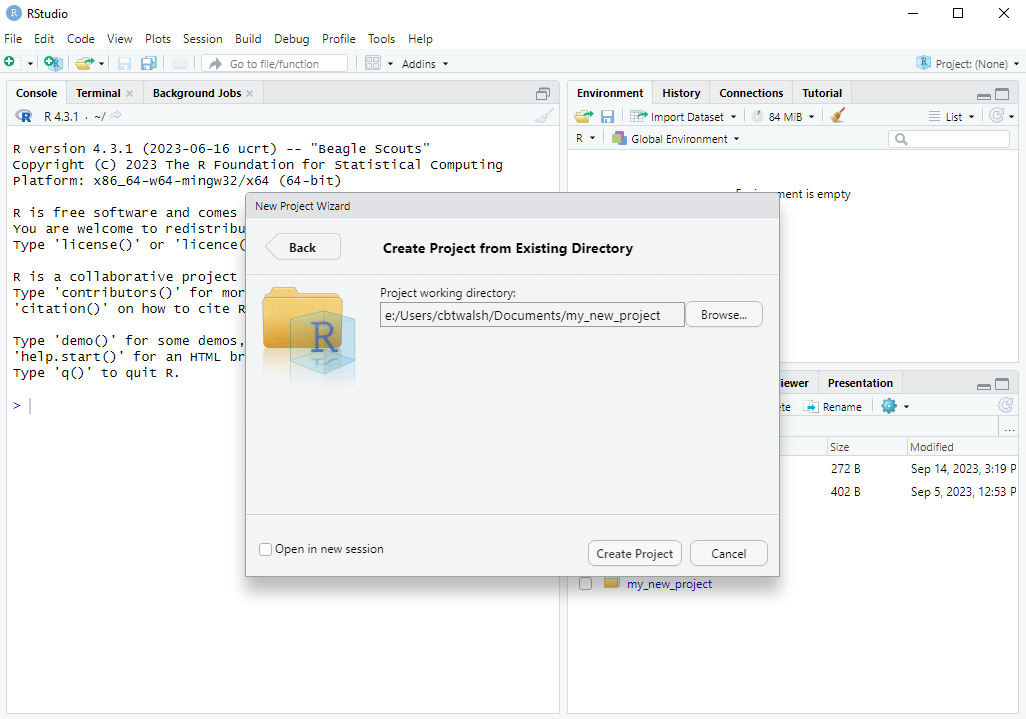 RStudio
File Edit Code View Plots Session Build Debug Profile Tools Help
Go to file/function
Addins
Project: (None)
Console Terminal Background Jobs
R 4.3.1 · ~/
R version 4.3.1 (2023-06-16 ucrt) -- "Beagle Scouts"
Copyright (C) 2023 The R Foundation for Statistical Computing
Platform: x86_64-w64-mingw32/x64 (64-bit)
R is free software and comes
You are welcome to redistribu
Type 'license()' or 'licence(
R is a collaborative project
Type 'contributors()' for mor
'citation()' on how to cite R
Type 'demo()' for some demos,
'help.start()' for an HTML br
Type 'q()' to quit R.
>
Environment History Connections Tutorial
Import Dataset 84 MiB List
R Global Environment
ment is empty
New Project Wizard
Back
Create Project from Existing Directory
Project working directory:
e:/Users/cbtwalsh/Documents/my_new_project
Browse...
R
Open in new session
Create Project
Cancel
iewer Presentation
te Rename
...
Size Modified
272 B Sep 14, 2023, 3:19 P
402 B Sep 5, 2023, 12:53 P
my_new_project